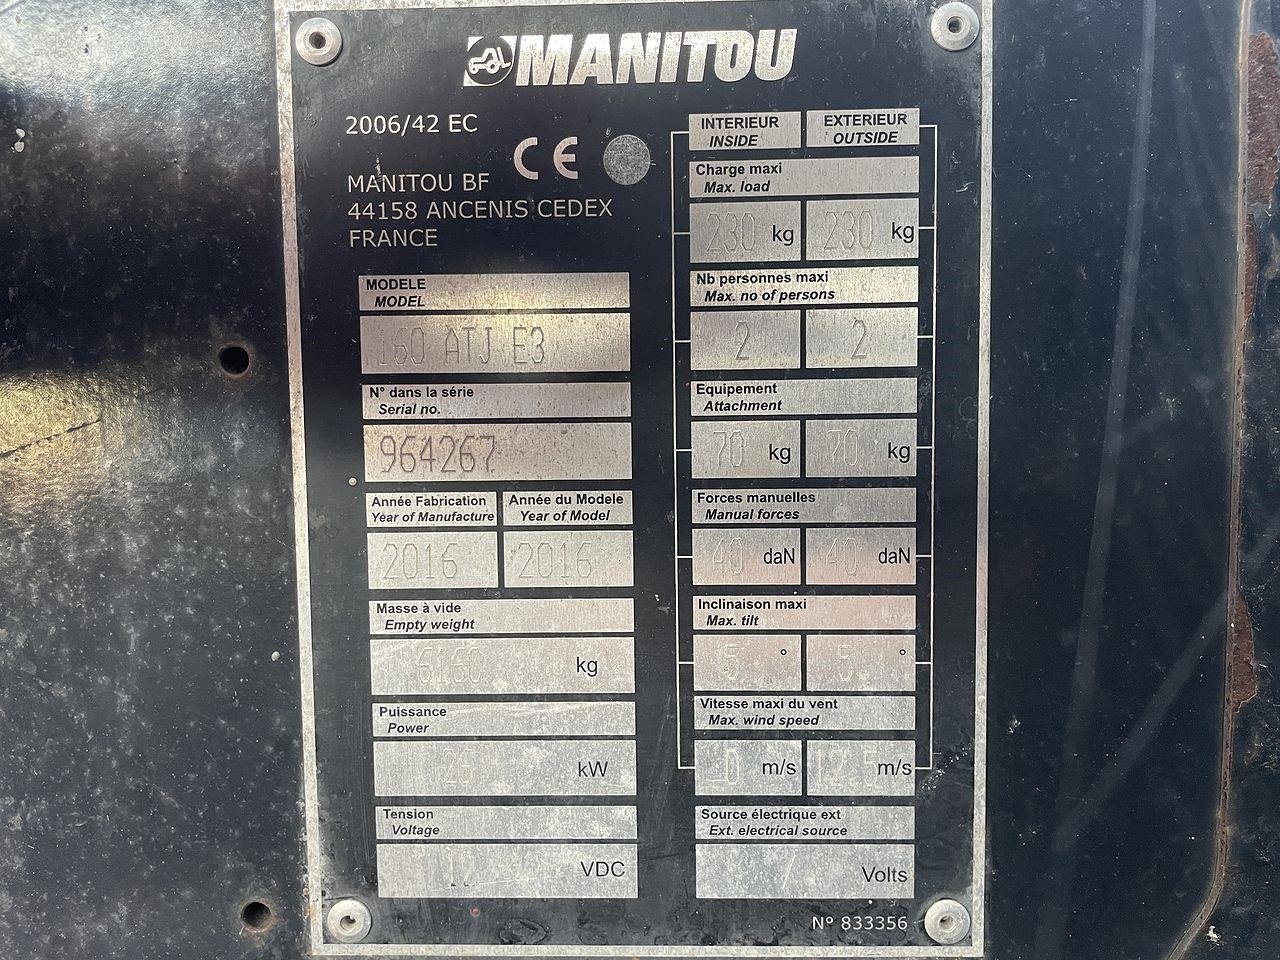 MANITOU
2006/42 EC
CE
MANITOU BF
44158 ANCENIS CEDEX
FRANCE
MODELE
MODEL
160 ATJ E3
N° dans la série
Serial no.
964267
Année Fabrication Année du Modele
Year of Manufacture Year of Model
2016 2016
Masse à vide
Empty weight
6160 kg
Puissance
Power
25 kW
Tension
Voltage
12 VDC
INTERIEUR EXTERIEUR
INSIDE OUTSIDE
Charge maxi
Max. load
230 kg 230 kg
Nb personnes maxi
Max. no of persons
2 2
Equipement
Attachment
70 kg 70 kg
Forces manuelles
Manual forces
40 daN 40 daN
Inclinaison maxi
Max. tilt
5 ° 5 °
Vitesse maxi du vent
Max. wind speed
0 m/s 12.5 m/s
Source électrique ext
Ext. electrical source
/ Volts
N° 833356